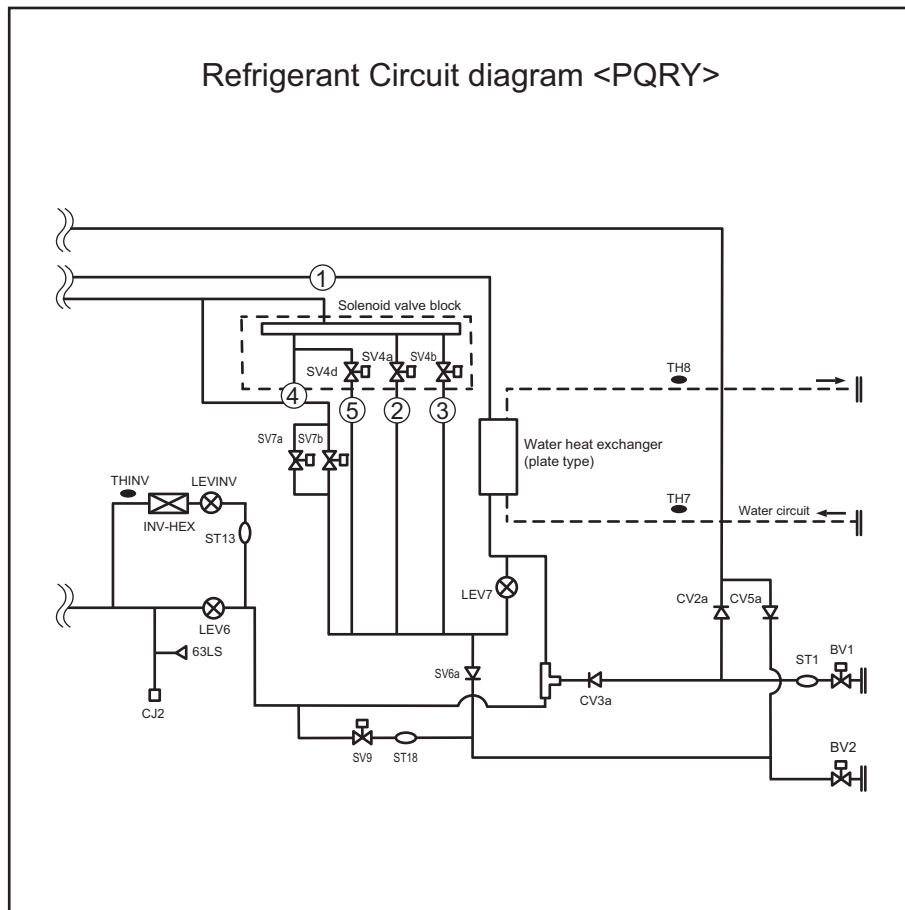 Refrigerant Circuit diagram <PQRY>
1
Solenoid valve block
SV4d
SV4a
SV4b
TH8
4
5
2
3
SV7a
SV7b
Water heat exchanger
(plate type)
THINV
LEVINV
INV-HEX
ST13
TH7
Water circuit
LEV7
CV2a
CV5a
LEV6
63LS
SV6a
CV3a
ST1
BV1
CJ2
SV9
ST18
BV2